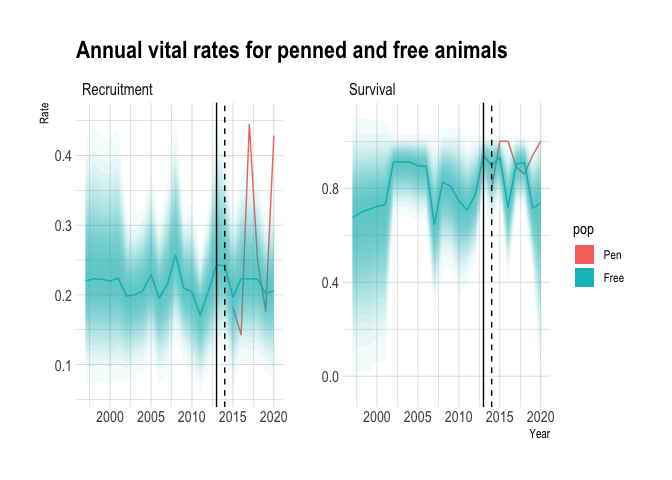 Annual vital rates for penned and free animals
Recruitment
Survival
Rate
0.4
0.3
0.2
0.1
0.8
0.4
0.0
pop
Pen
Free
2000 2005 2010 2015 2020
2000 2005 2010 2015 2020
Year